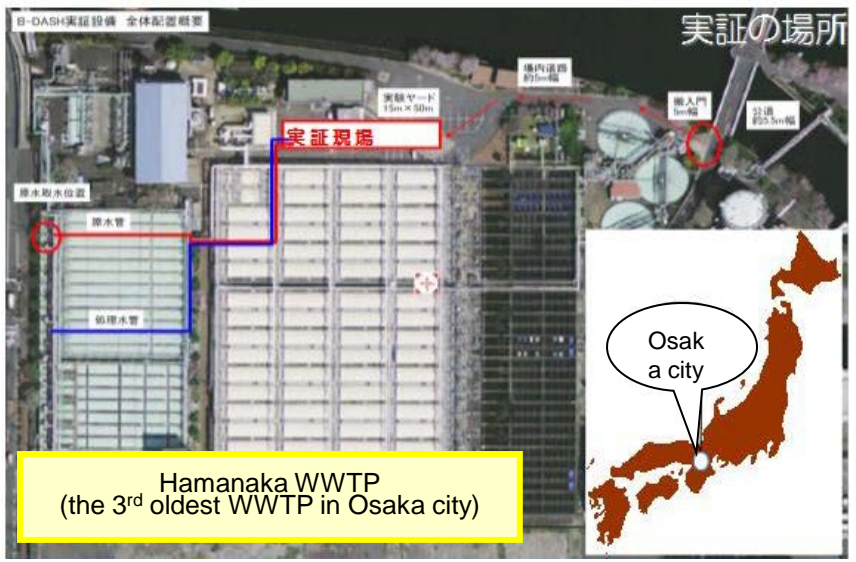 B-DASH実証設備 全体配置概要
実証の場所
場内道路
約5m幅
実験ヤード
15m×50m
搬入門
5m幅
公道
約5.5m幅
実証現場
原水取水位置
原水管
処理水管
Osak
a city
Hamanaka WWTP
(the 3rd oldest WWTP in Osaka city)